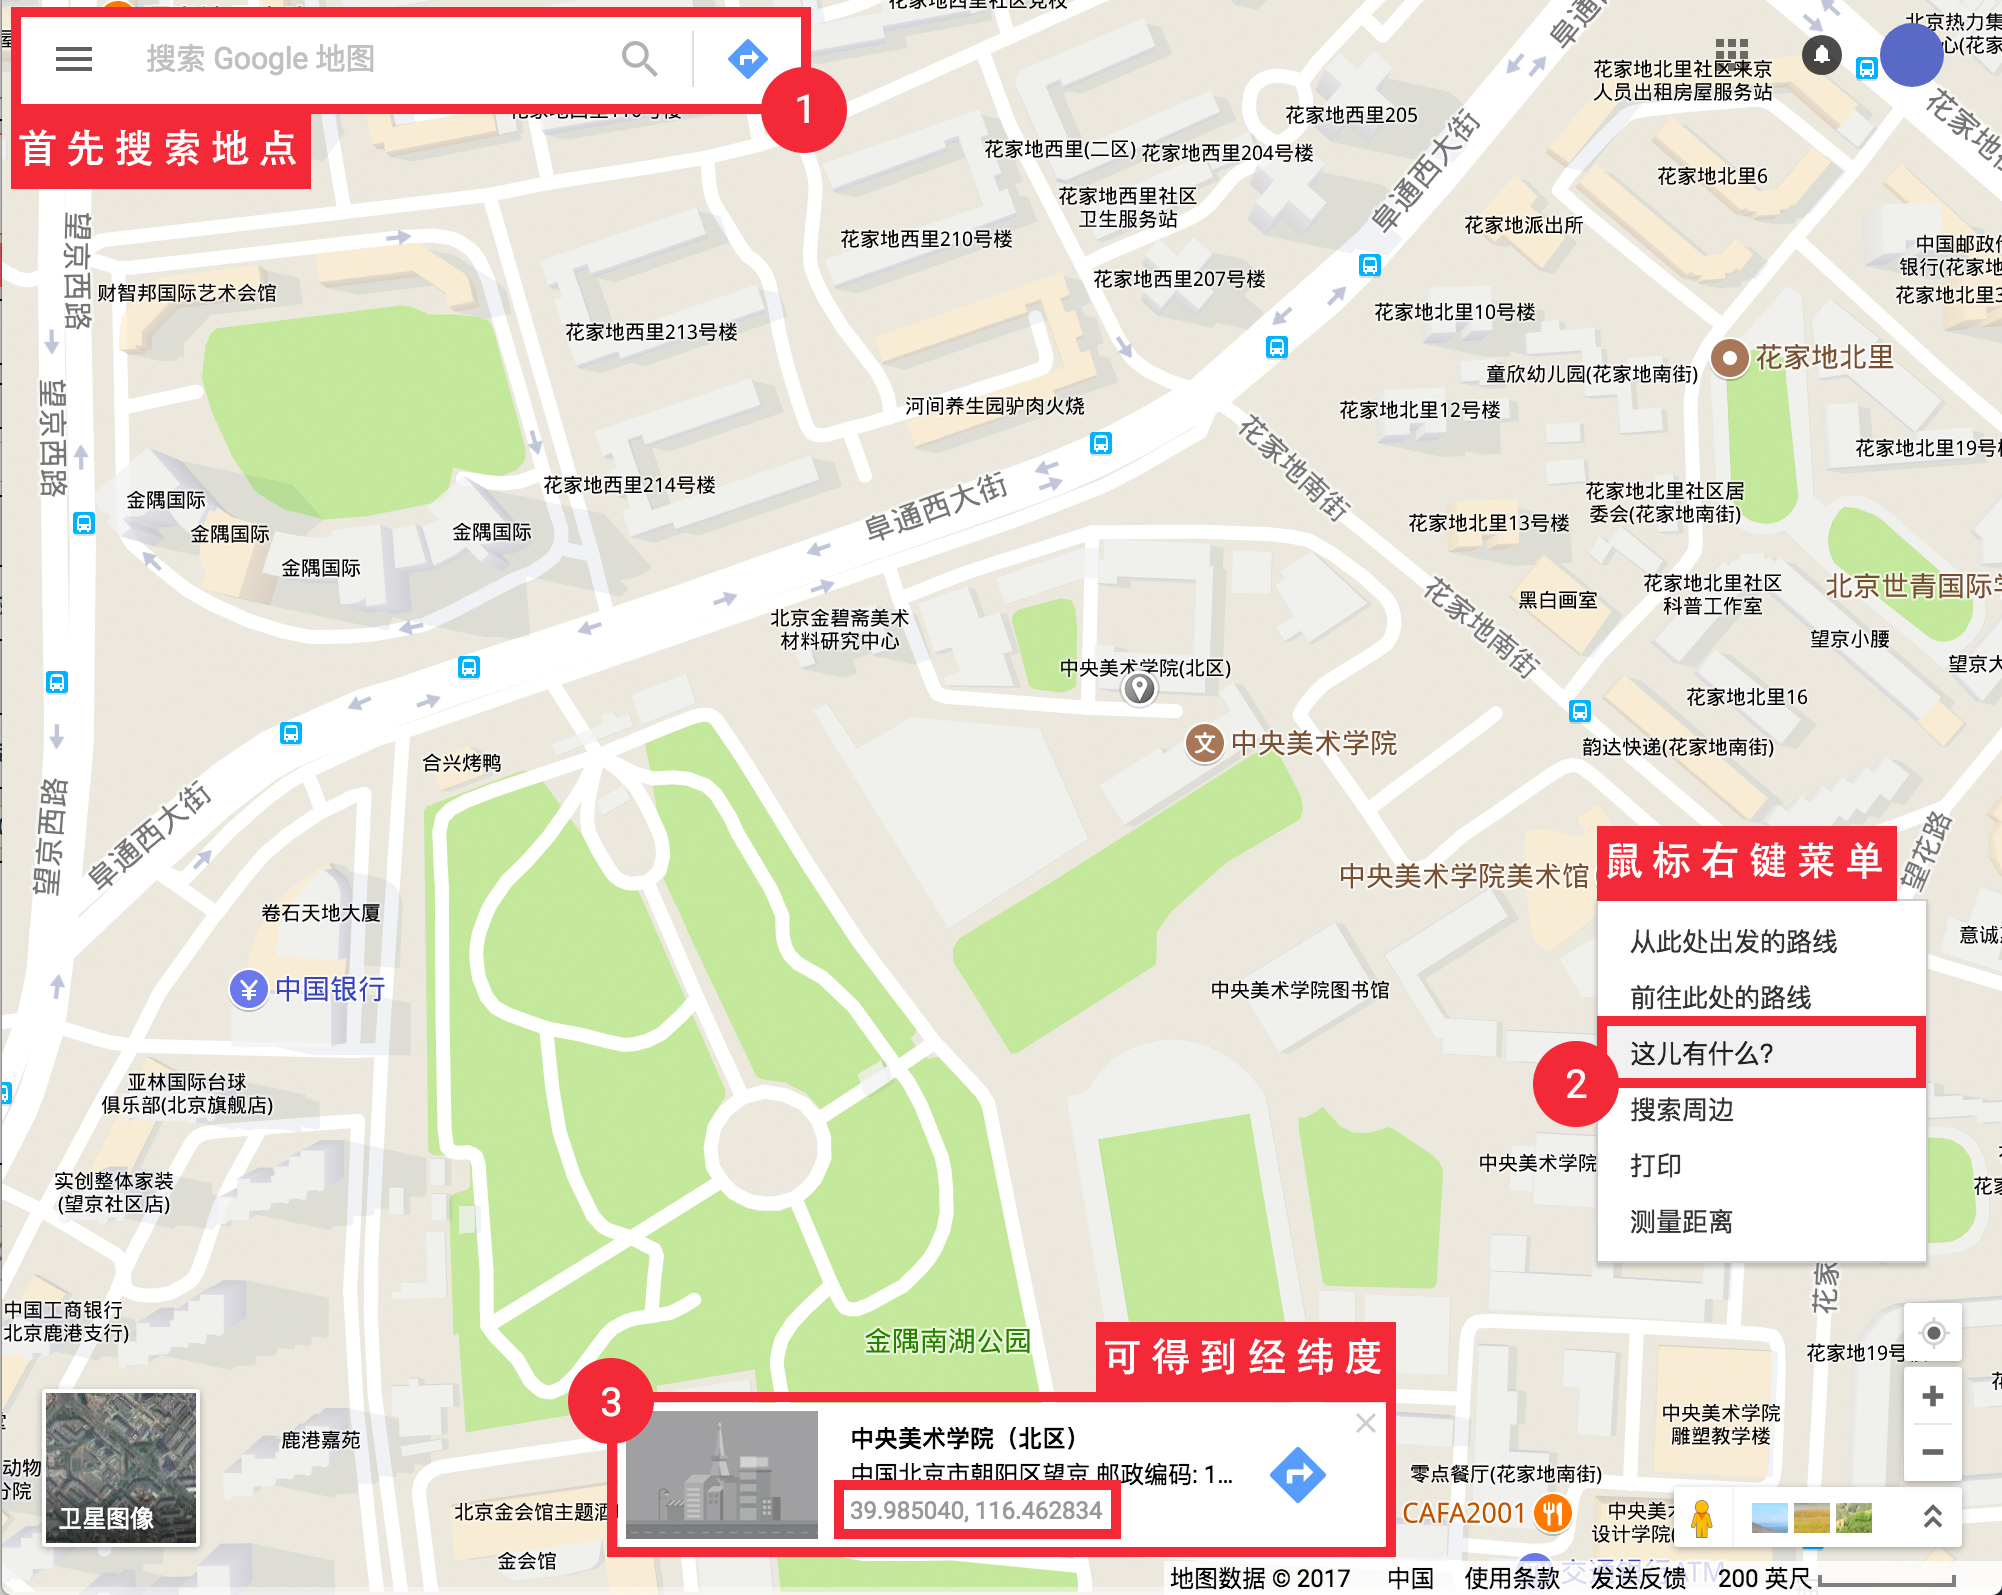 搜索 Google 地图
1
首先搜索地点
北京热力集
心(花家
花家地北里社区来京
人员出租房屋服务站
阜通
花家地西里205
花家地西里(二区)
花家地西里204号楼
花家地西里社区
卫生服务站
阜通西大街
花家地北里6
花家地派出所
花家地西里210号楼
花家地西里207号楼
中国邮政
银行(花家地
花家地北里3
望京西路
财智邦国际艺术会馆
花家地西里213号楼
花家地北里10号楼
花家地北里
童欣幼儿园(花家地南街)
河间养生园驴肉火烧
花家地北里12号楼
望京西路
花家地南街
花家地北里19号
花家地西里214号楼
阜通西大街
金隅国际
金隅国际
金隅国际
金隅国际
花家地北里社区居
委会(花家地南街)
花家地北里13号楼
黑白画室
花家地北里社区
科普工作室
北京世青国际学
花家地南街
望京小腰
望京大
北京金碧斋美术
材料研究中心
中央美术学院(北区)
花家地北里16
文 中央美术学院
韵达快递(花家地南街)
合兴烤鸭
望京西路
阜通西大街
望花路
中央美术学院美术馆
鼠标右键菜单
卷石天地大厦
¥ 中国银行
从此处出发的路线
前往此处的路线
这儿有什么?
2
搜索周边
打印
测量距离
意诚
中央美术学院图书馆
亚林国际台球
俱乐部(北京旗舰店)
实创整体家装
(望京社区店)
中央美术学院
花家
花家
中国工商银行
北京鹿港支行)
金隅南湖公园
可得到经纬度
花家地19号
3
中央美术学院（北区）
中国北京市朝阳区望京 邮政编码: 1...
39.985040, 116.462834
鹿港嘉苑
动物
分院
卫星图像
北京金会馆主题酒
金会馆
中央美术学院
雕塑教学楼
零点餐厅(花家地南街)
CAFA2001
中央美
设计学院
交通银行ATM
地图数据 © 2017
中国
使用条款
发送反馈
200 英尺